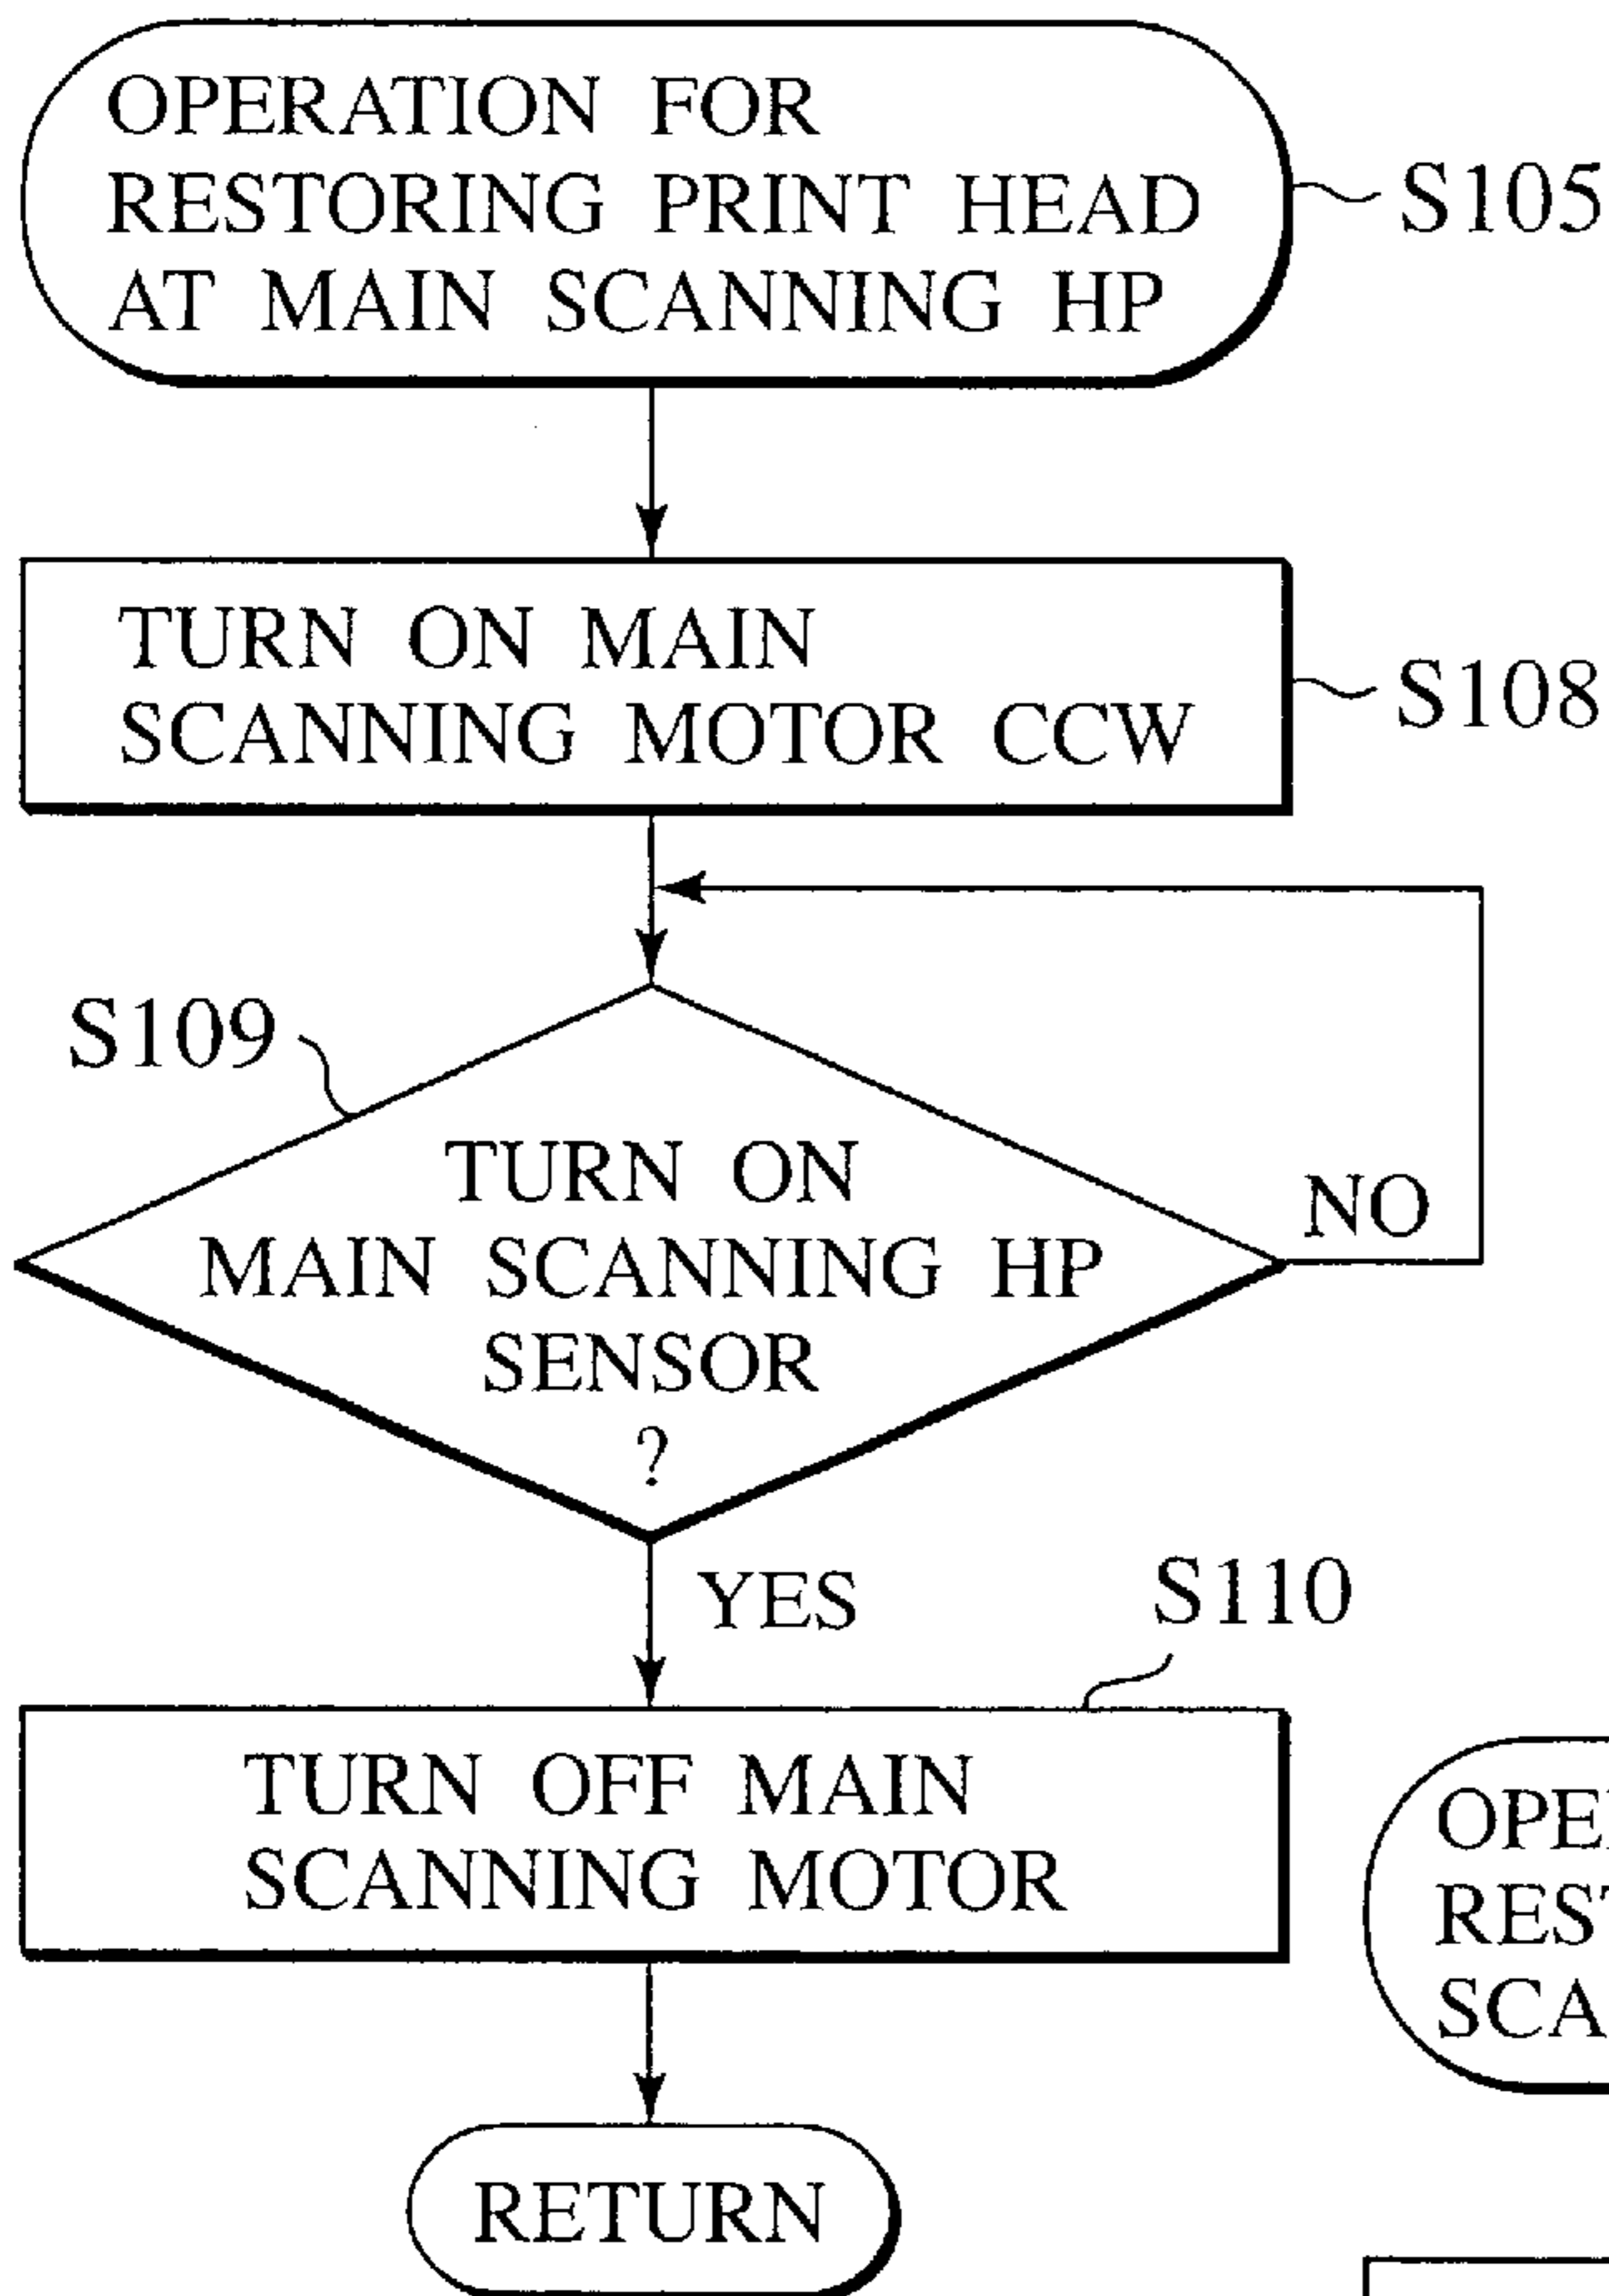 OPERATION FOR
RESTORING PRINT HEAD
AT MAIN SCANNING HP
S105
TURN ON MAIN
SCANNING MOTOR CCW
S108
S109
TURN ON
MAIN SCANNING HP
SENSOR
?
NO
YES
S110
TURN OFF MAIN
SCANNING MOTOR
RETURN